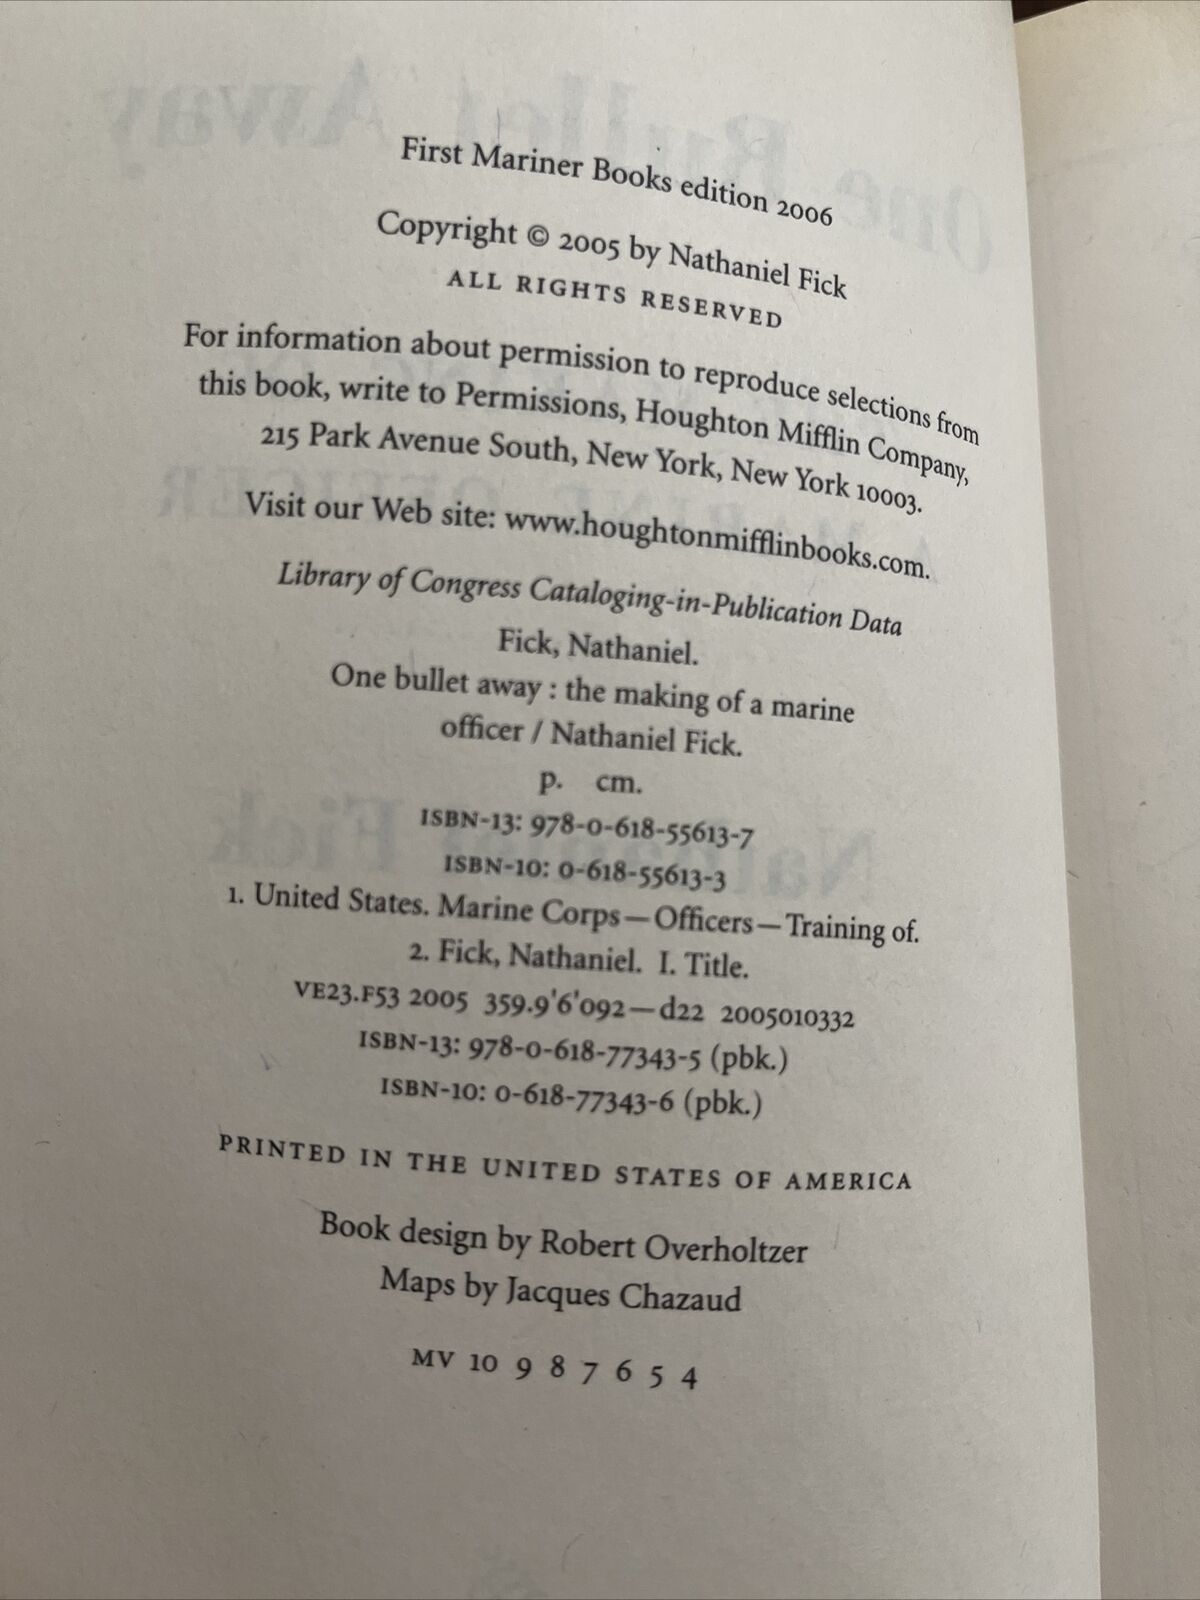 First Mariner Books edition 2006
Copyright © 2005 by Nathaniel Fick
ALL RIGHTS RESERVED
For information about permission to reproduce selections from
this book, write to Permissions, Houghton Mifflin Company,
215 Park Avenue South, New York, New York 10003.
Visit our Web site: www.houghtonmifflinbooks.com.
Library of Congress Cataloging-in-Publication Data
Fick, Nathaniel.
One bullet away : the making of a marine
officer / Nathaniel Fick.
p. cm.
ISBN-13: 978-0-618-55613-7
ISBN-10: 0-618-55613-3
1. United States. Marine Corps—Officers—Training of.
2. Fick, Nathaniel. I. Title.
VE23.F53 2005 359.9'6'092—d22 2005010332
ISBN-13: 978-0-618-77343-5 (pbk.)
ISBN-10: 0-618-77343-6 (pbk.)
PRINTED IN THE UNITED STATES OF AMERICA
Book design by Robert Overholtzer
Maps by Jacques Chazaud
MV 10 9 8 7 6 5 4